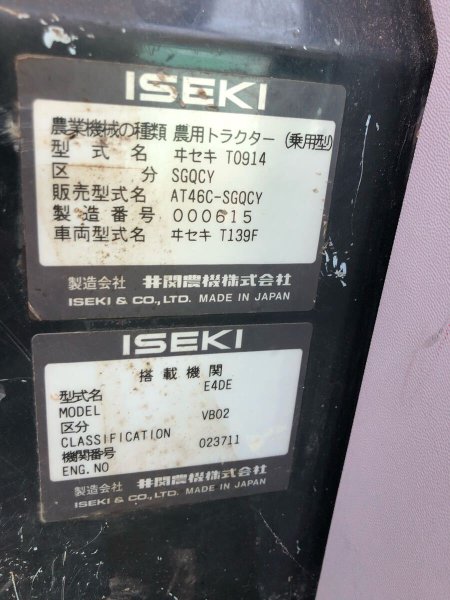 ISEKI
農業機械の種類 農用トラクター (乗用型)
型式名 ヰセキ T0914
区分 SGQCY
販売型式名 AT46C-SGQCY
製造番号 000615
車両型式名 ヰセキ T139F
製造会社 井関農機株式会社
ISEKI & CO., LTD. MADE IN JAPAN
ISEKI
搭載機関
型式名 E4DE
MODEL
区分 VB02
CLASSIFICATION
機関番号 023711
ENG.NO
製造会社 井関農機株式会社
ISEKI & CO., LTD. MADE IN JAPAN